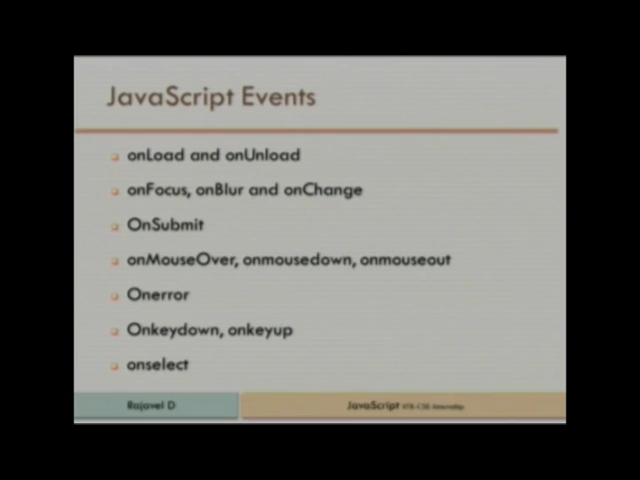 JavaScript Events
onLoad and onUnload
onFocus, onBlur and onChange
OnSubmit
onMouseOver, onmousedown, onmouseout
Onerror
Onkeydown, onkeyup
onselect
Rajavel D
JavaScript